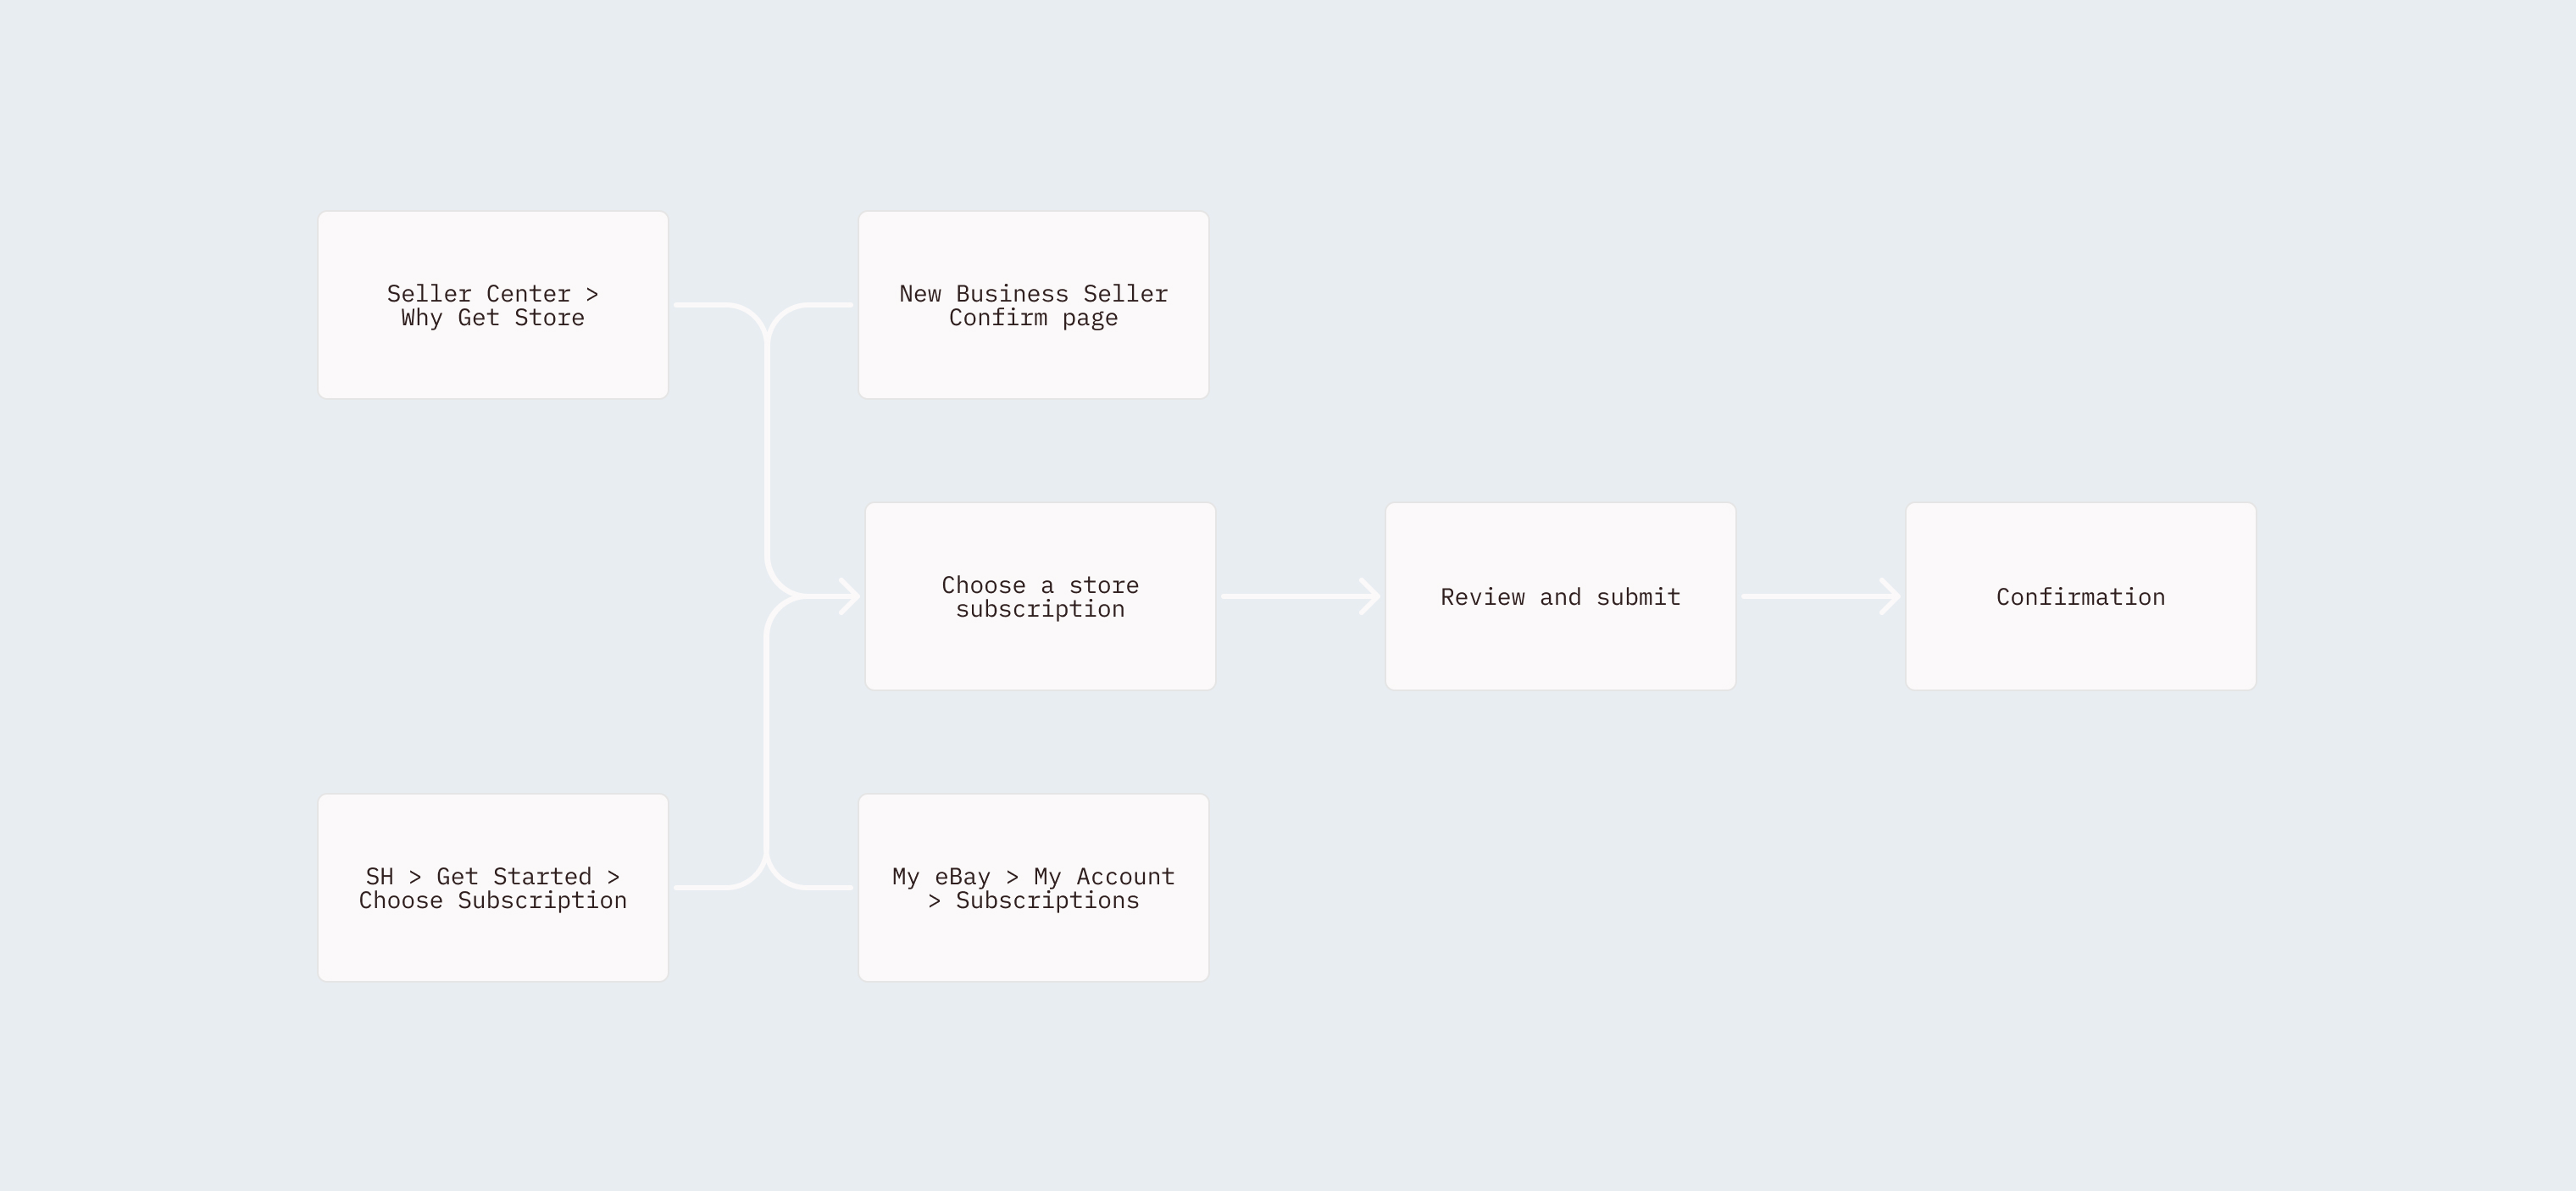 Seller Center >
Why Get Store
New Business Seller
Confirm page
Choose a store
subscription
Review and submit
Confirmation
SH > Get Started >
Choose Subscription
My eBay > My Account
> Subscriptions